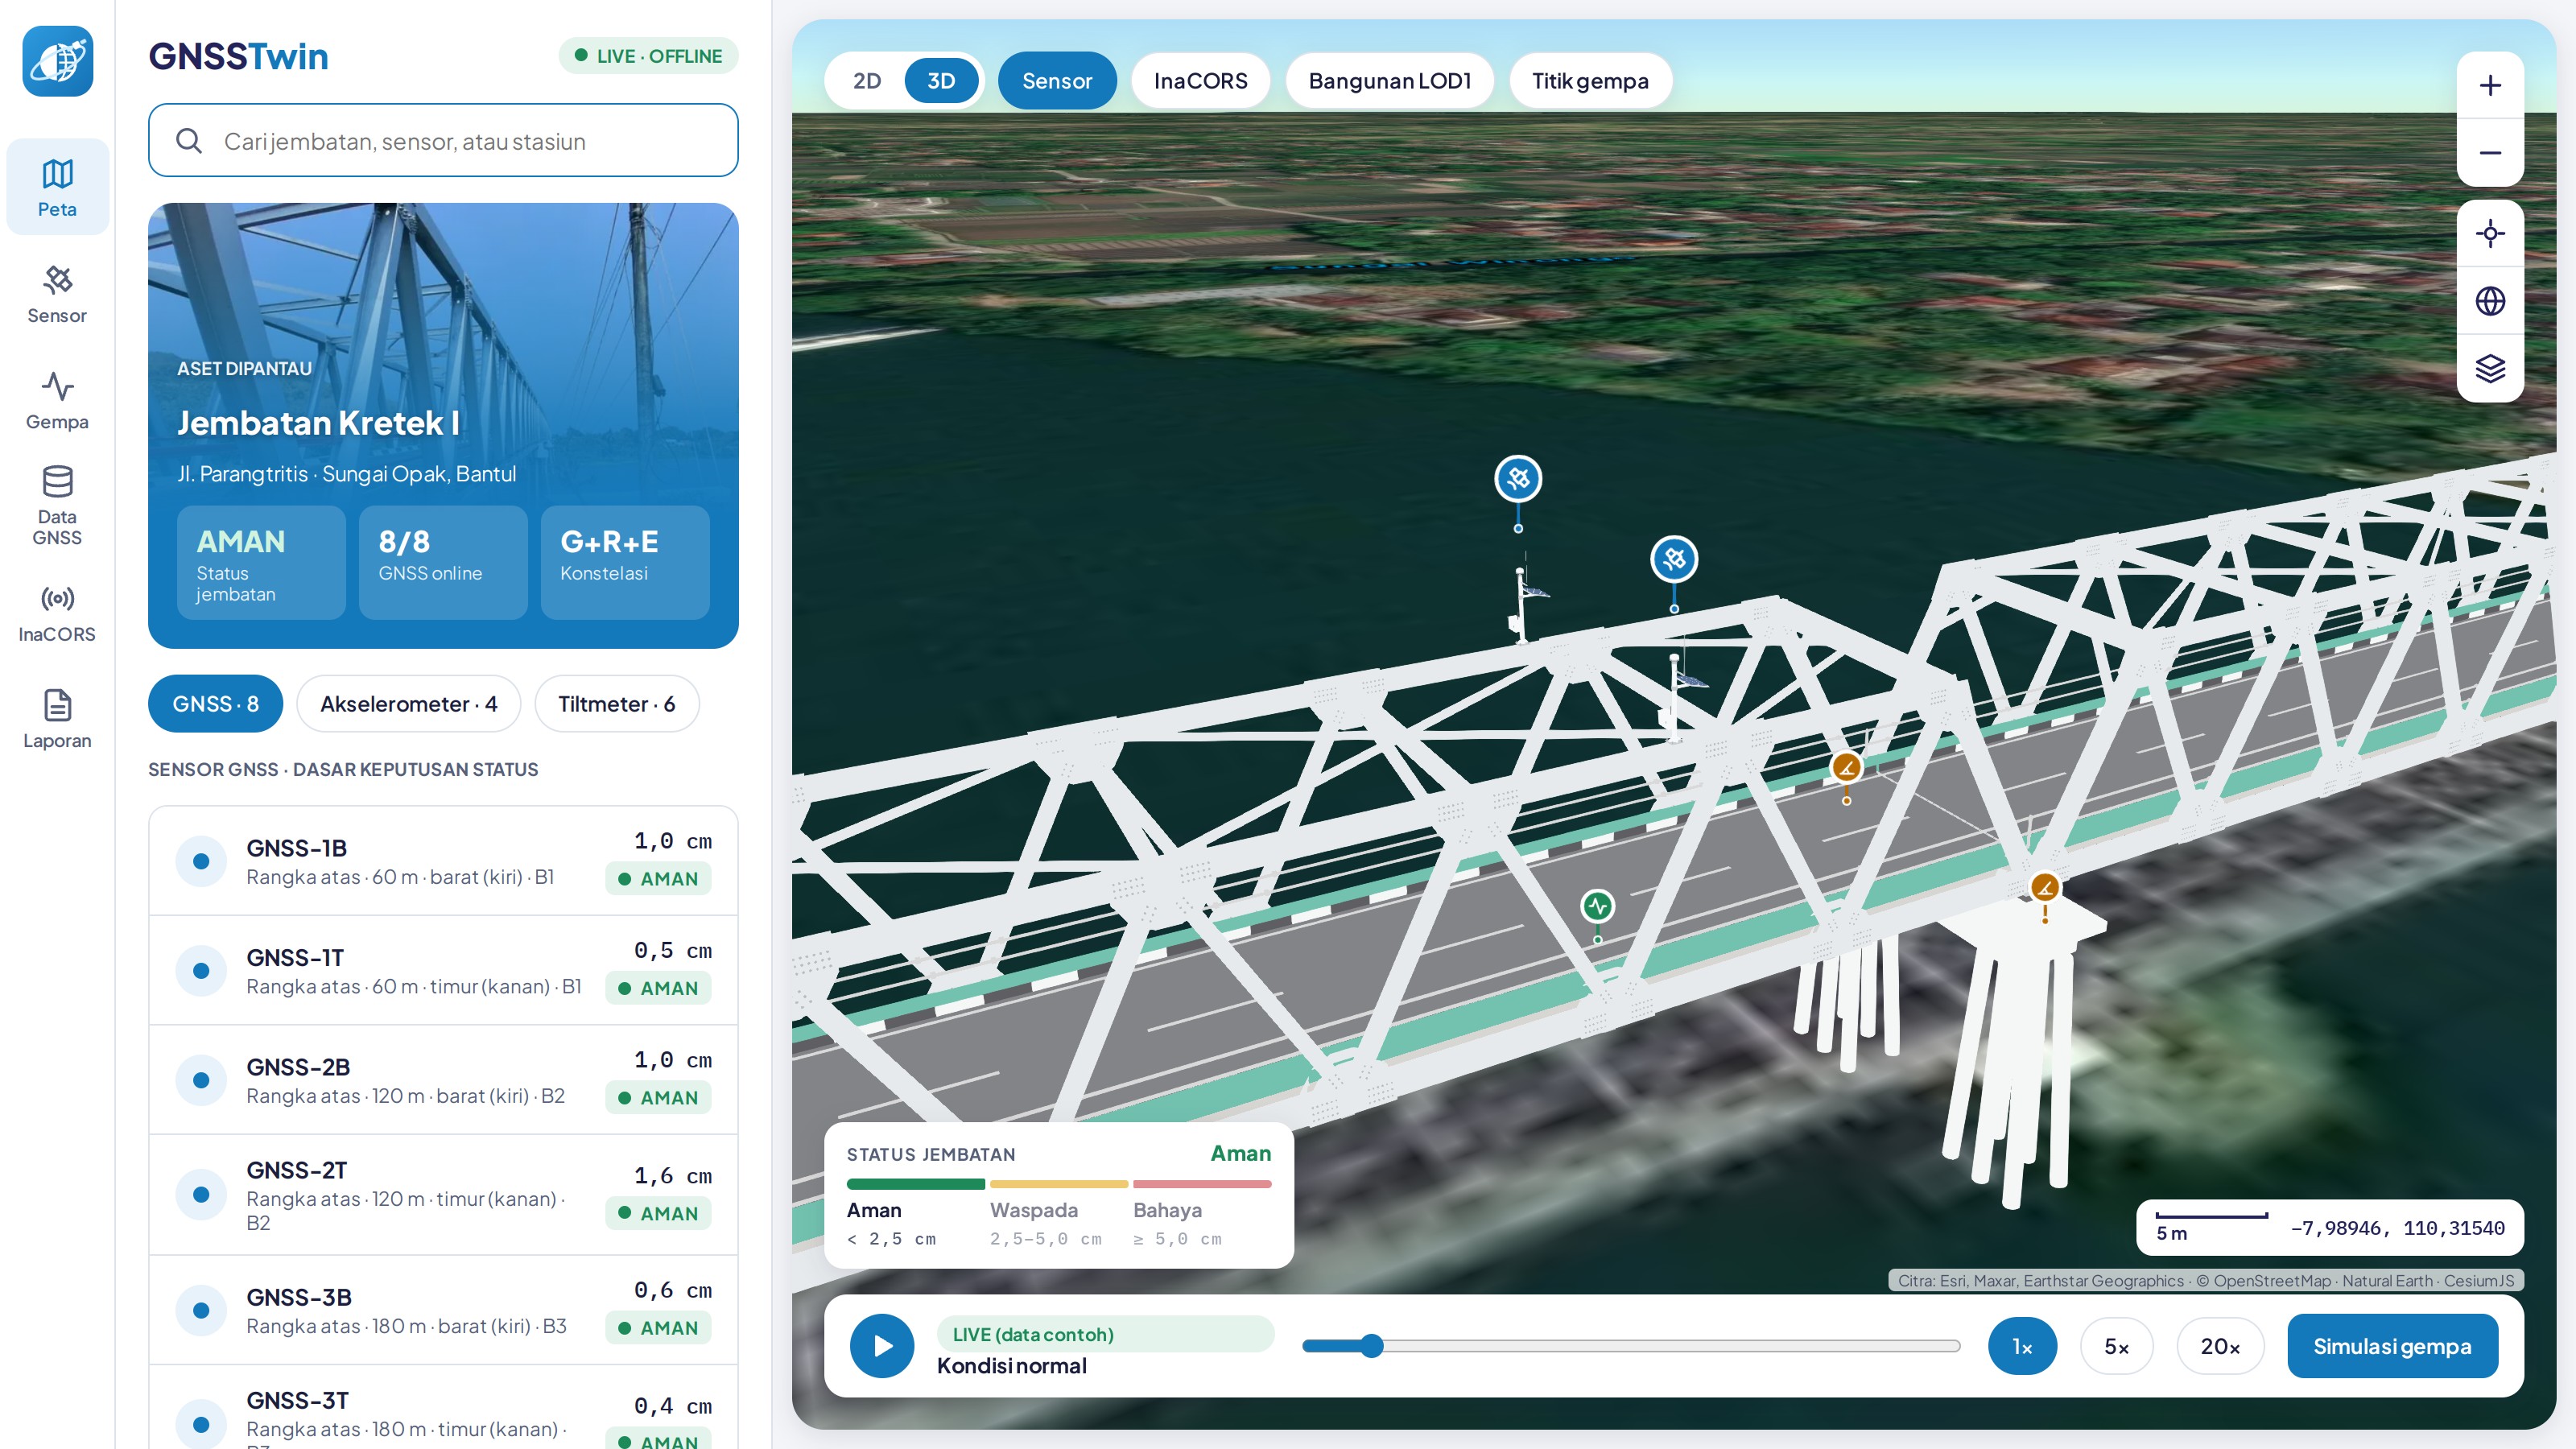 GNSSTwin
LIVE · OFFLINE
Cari jembatan, sensor, atau stasiun
Peta
Sensor
Gempa
Data
GNSS
InaCORS
Laporan
ASET DIPANTAU
Jembatan Kretek I
Jl. Parangtritis · Sungai Opak, Bantul
AMAN
Status
jembatan
8/8
GNSS online
G+R+E
Konstelasi
GNSS · 8
Akselerometer · 4
Tiltmeter · 6
SENSOR GNSS · DASAR KEPUTUSAN STATUS
GNSS-1B
Rangka atas · 60 m · barat (kiri) · B1
1,0 cm
AMAN
GNSS-1T
Rangka atas · 60 m · timur (kanan) · B1
0,5 cm
AMAN
GNSS-2B
Rangka atas · 120 m · barat (kiri) · B2
1,0 cm
AMAN
GNSS-2T
Rangka atas · 120 m · timur (kanan) ·
B2
1,6 cm
AMAN
GNSS-3B
Rangka atas · 180 m · barat (kiri) · B3
0,6 cm
AMAN
GNSS-3T
Rangka atas · 180 m · timur (kanan) ·
0,4 cm
AMAN
2D
3D
Sensor
InaCORS
Bangunan LOD1
Titik gempa
STATUS JEMBATAN
Aman
Aman
Waspada
Bahaya
< 2,5 cm
2,5–5,0 cm
≥ 5,0 cm
5 m
−7,98946, 110,31540
Citra: Esri, Maxar, Earthstar Geographics · © OpenStreetMap · Natural Earth · CesiumJS
LIVE (data contoh)
Kondisi normal
1×
5×
20×
Simulasi gempa